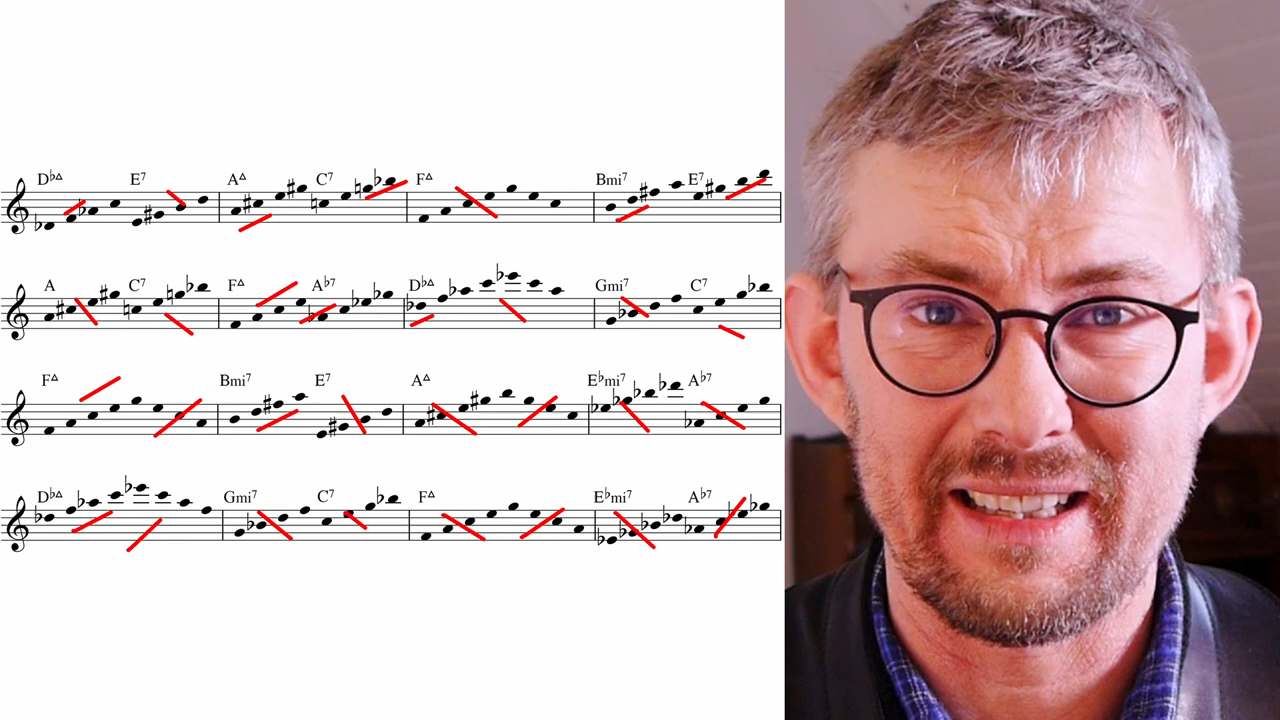 D♭Δ E7 AΔ C7 FΔ Bmi7 E7
A C7 FΔ A♭7 D♭Δ Gmi7 C7
FΔ Bmi7 E7 AΔ E♭mi7 A♭7
D♭Δ Gmi7 C7 FΔ E♭mi7 A♭7